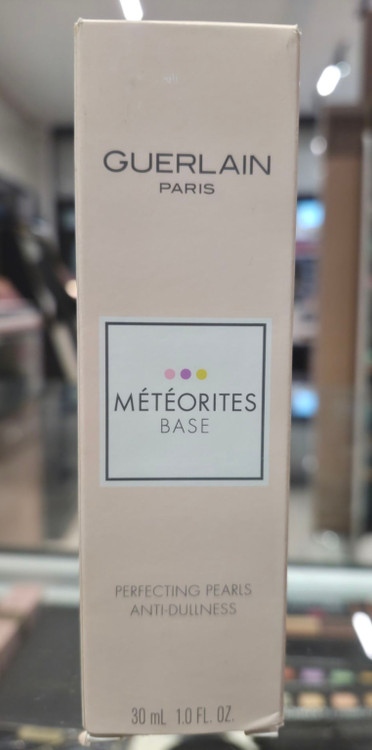 GUERLAIN
PARIS
MÉTÉORITES
BASE
PERFECTING PEARLS
ANTI-DULLNESS
30 mL 1.0 FL. OZ.